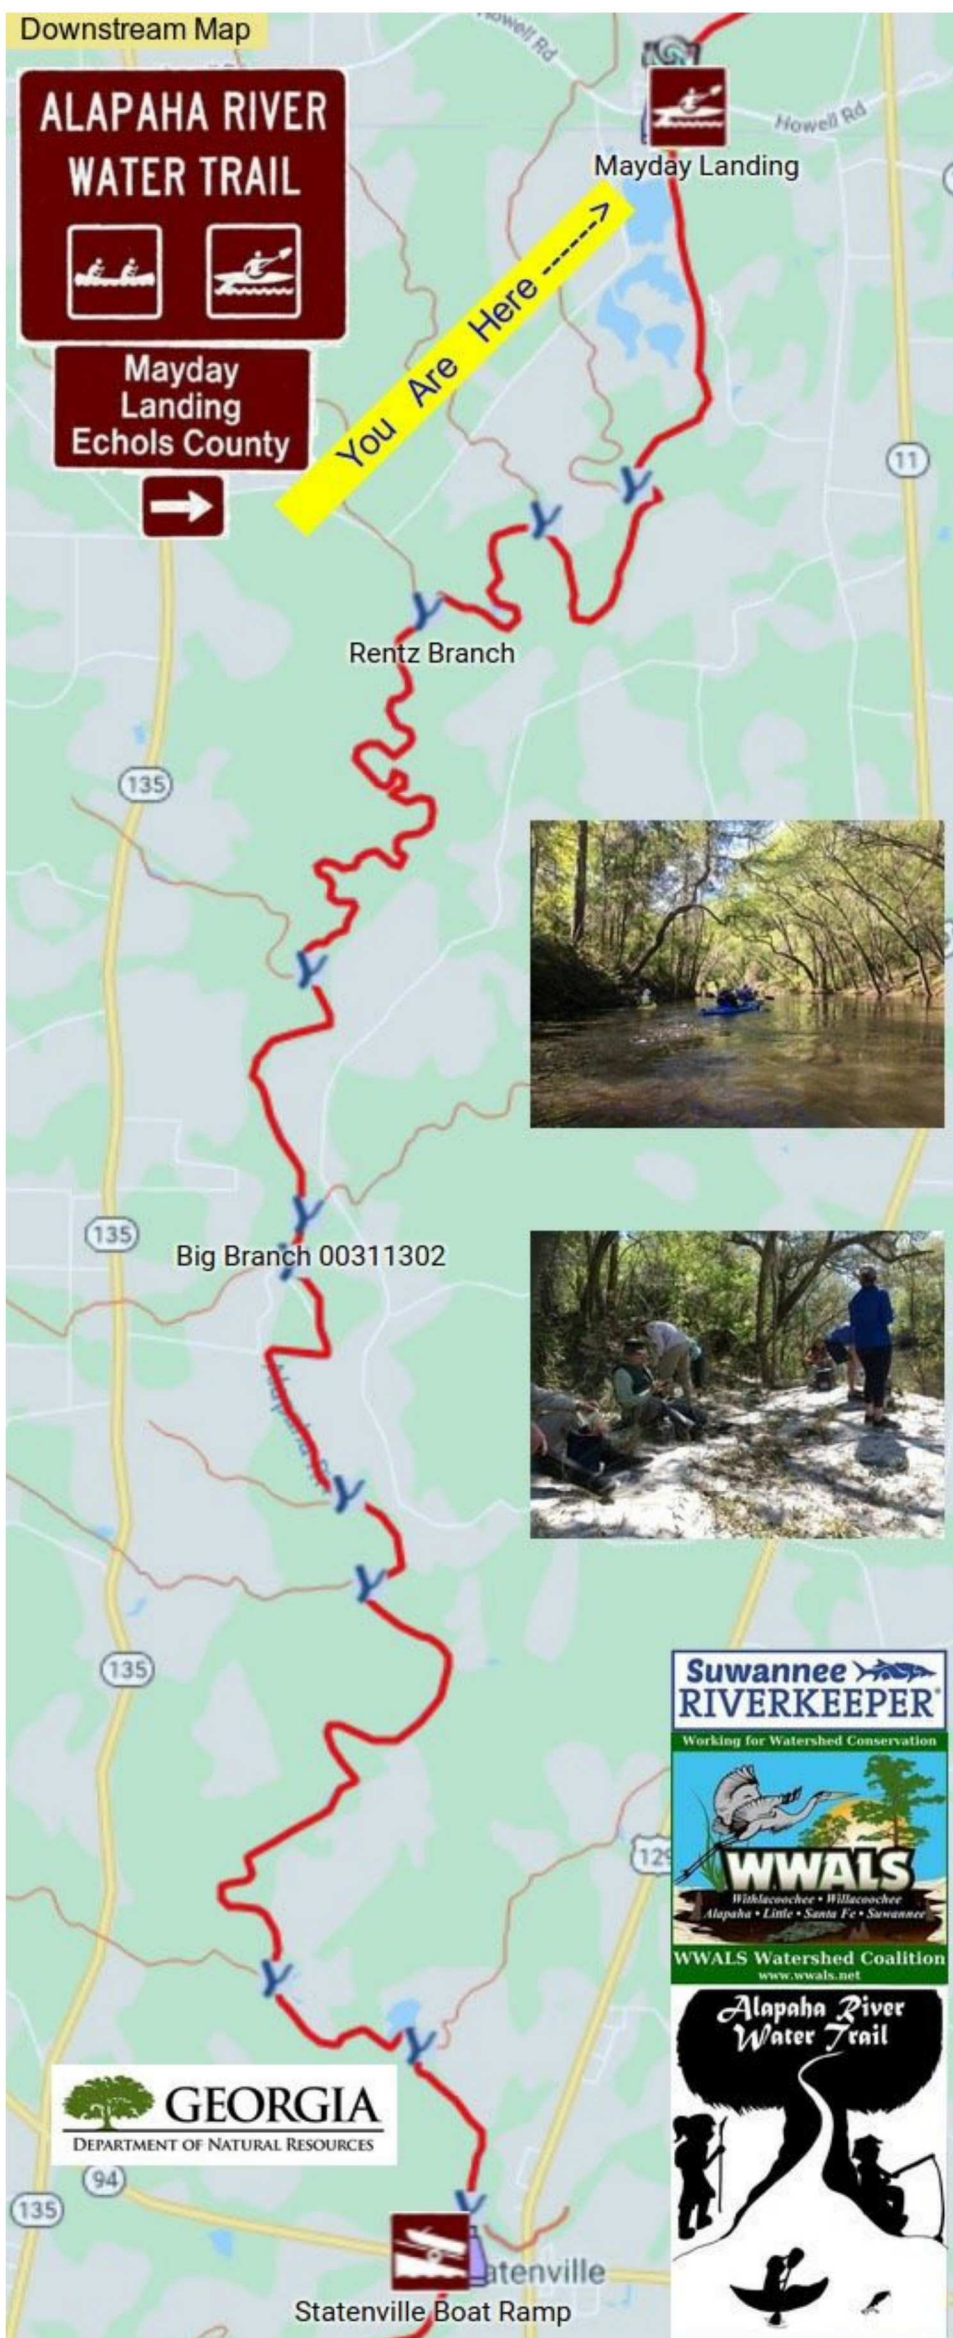 Downstream Map
Howell Rd
ALAPAHA RIVER
WATER TRAIL
Howell Rd
Mayday Landing
You Are Here ------>
Mayday
Landing
Echols County
11
Rentz Branch
135
135
Big Branch 00311302
135
Suwannee
RIVERKEEPER®
Working for Watershed Conservation
129
WWALS
Withlacoochee • Willacoochee
Alapaha • Little • Santa Fe • Suwannee
WWALS Watershed Coalition
www.wwals.net
Alapaha River
Water Trail
GEORGIA
DEPARTMENT OF NATURAL RESOURCES
94
135
atenville
Statenville Boat Ramp